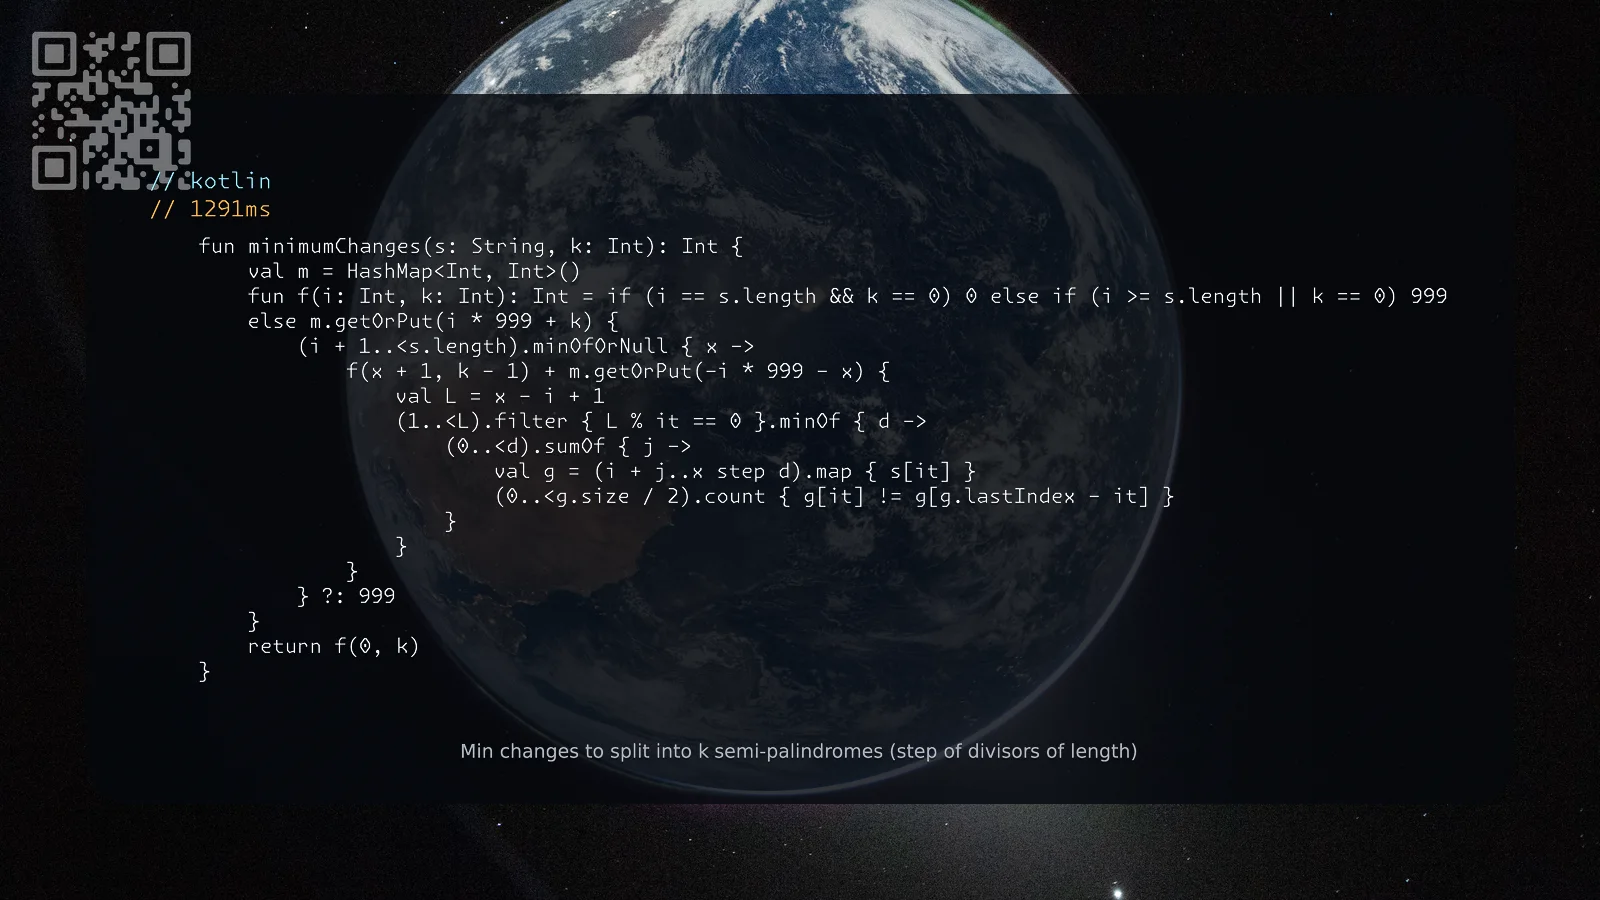 // kotlin
// 1291ms
fun minimumChanges(s: String, k: Int): Int {
val m = HashMap<Int, Int>()
fun f(i: Int, k: Int): Int = if (i == s.length && k == 0) 0 else if (i >= s.length || k == 0) 999
else m.getOrPut(i * 999 + k) {
(i + 1..<s.length).minOfOrNull { x ->
f(x + 1, k - 1) + m.getOrPut(-i * 999 - x) {
val L = x - i + 1
(1..<L).filter { L % it == 0 }.minOf { d ->
(0..<d).sumOf { j ->
val g = (i + j..x step d).map { s[it] }
(0..<g.size / 2).count { g[it] != g[g.lastIndex - it] }
}
}
}
} ?: 999
}
return f(0, k)
}
Min changes to split into k semi-palindromes (step of divisors of length)